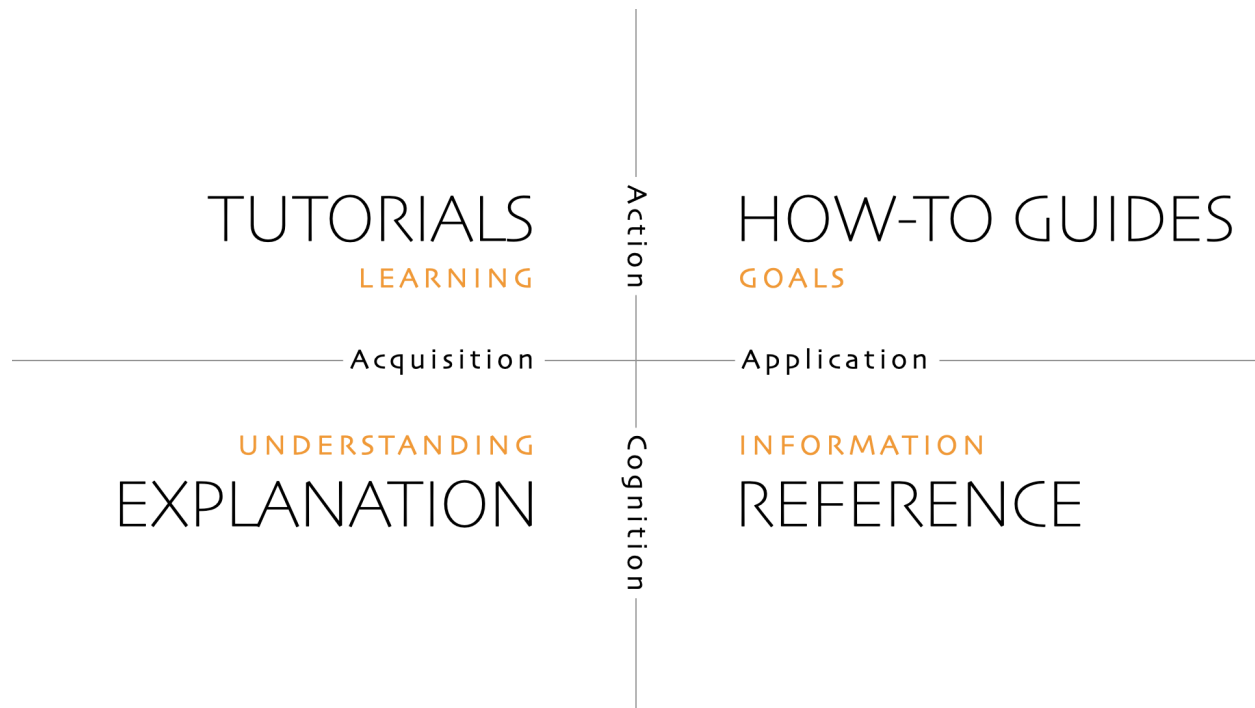 TUTORIALS
LEARNING
Action
HOW-TO GUIDES
GOALS
Acquisition
Application
UNDERSTANDING
EXPLANATION
Cognition
INFORMATION
REFERENCE